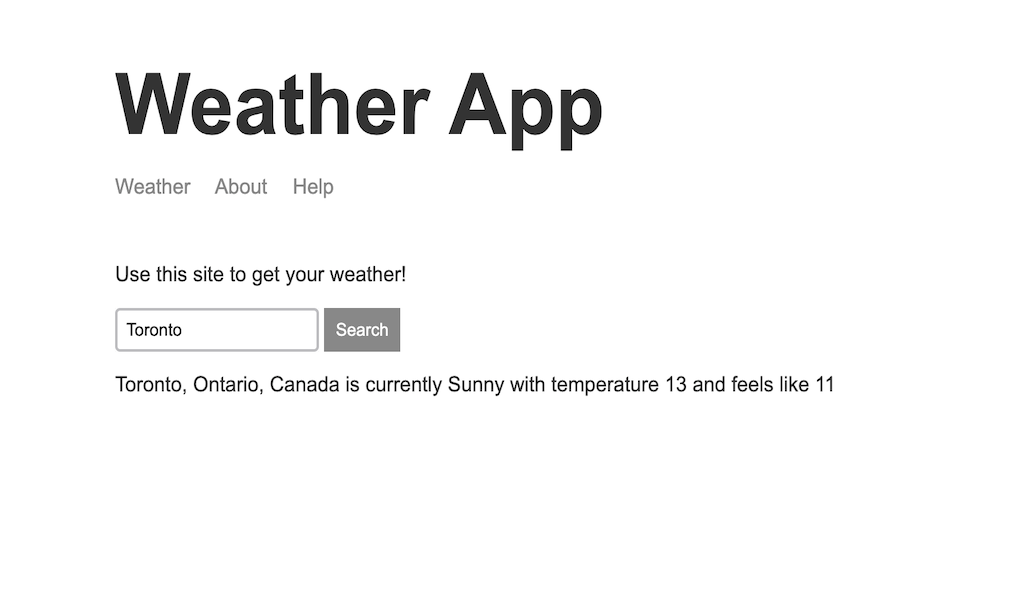 Weather App
Weather About Help
Use this site to get your weather!
Toronto Search
Toronto, Ontario, Canada is currently Sunny with temperature 13 and feels like 11